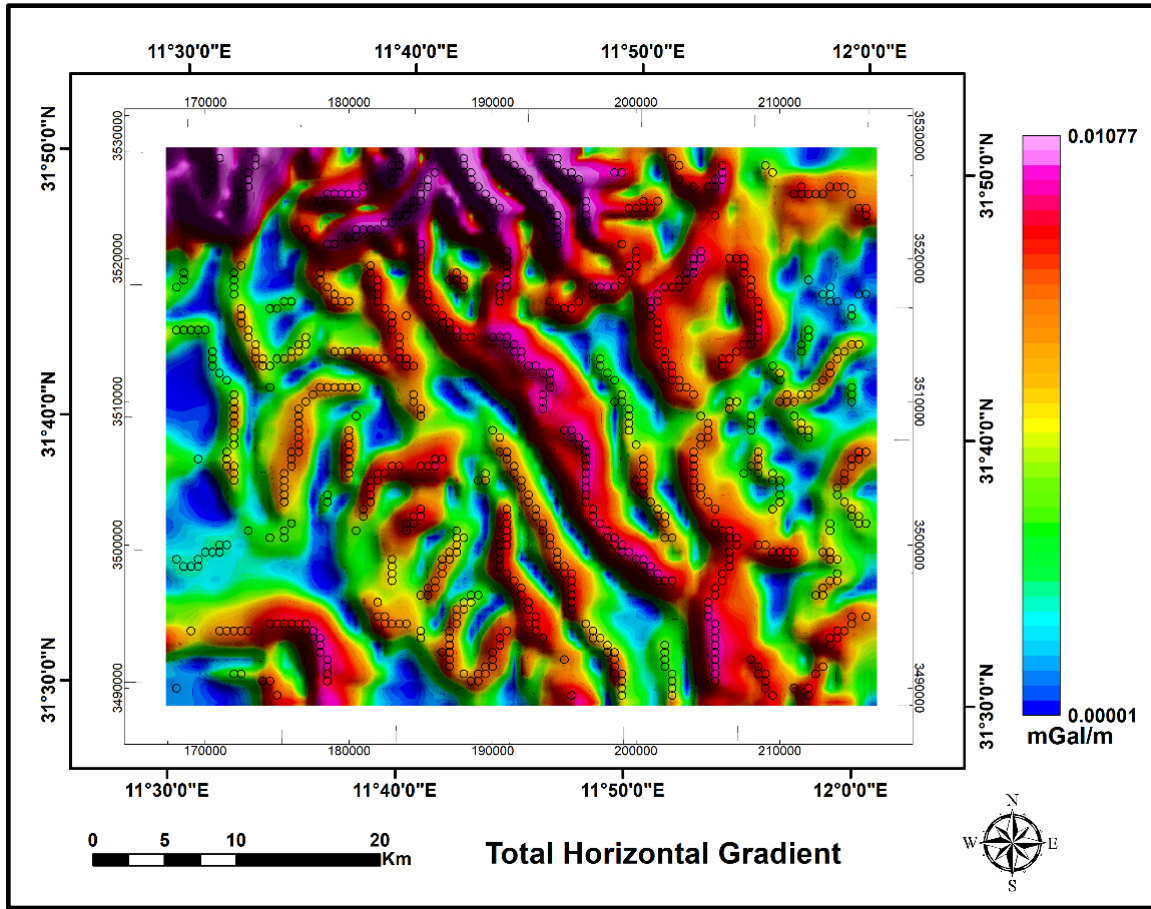 11°30'0"E 11°40'0"E 11°50'0"E 12°0'0"E
170000 180000 190000 200000 210000
31°50'0"N 3530000 3530000 31°50'0"N 0.01077
3520000 3520000
31°40'0"N 3510000 3510000 31°40'0"N
3500000 3500000
31°30'0"N 3490000 3490000 31°30'0"N 0.00001
mGal/m
170000 180000 190000 200000 210000
11°30'0"E 11°40'0"E 11°50'0"E 12°0'0"E
0 5 10 20
Km
Total Horizontal Gradient
N
W E
S